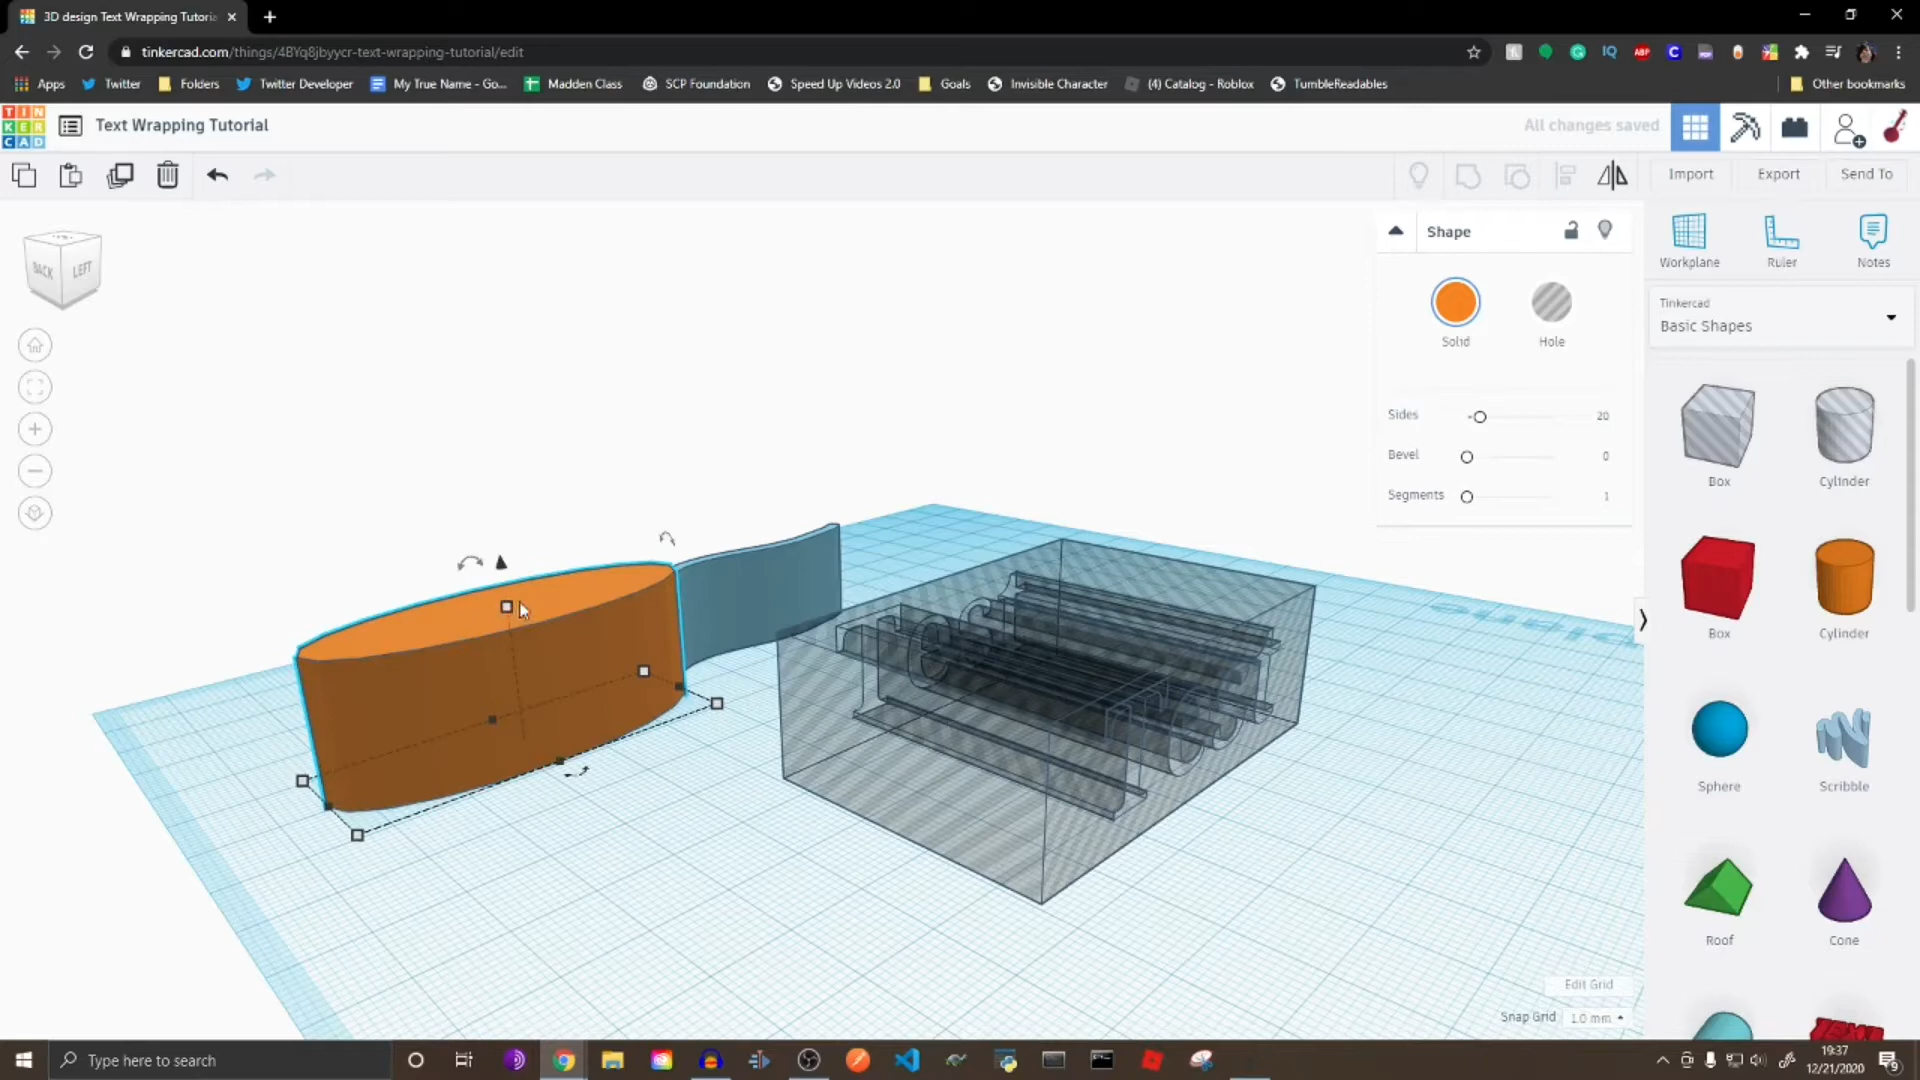 3D design Text Wrapping Tutoria
tinkercad.com/things/4BYq8jbyycr-text-wrapping-tutorial/edit
ABP
Apps
Twitter
Folders
Twitter Developer
My True Name - Go...
Madden Class
SCP Foundation
Speed Up Videos 2.0
Goals
Invisible Character
(4) Catalog - Roblox
TumbleReadables
Other bookmarks
TIN
KER
CAD
Text Wrapping Tutorial
All changes saved
Import
Export
Send To
BACK
LEFT
Shape
Solid
Hole
Sides
20
Bevel
0
Segments
1
Workplane
Ruler
Notes
Tinkercad
Basic Shapes
Box
Cylinder
Box
Cylinder
Sphere
Scribble
Roof
Cone
Edit Grid
Snap Grid
1.0 mm
Type here to search
19:37
12/21/2020
9